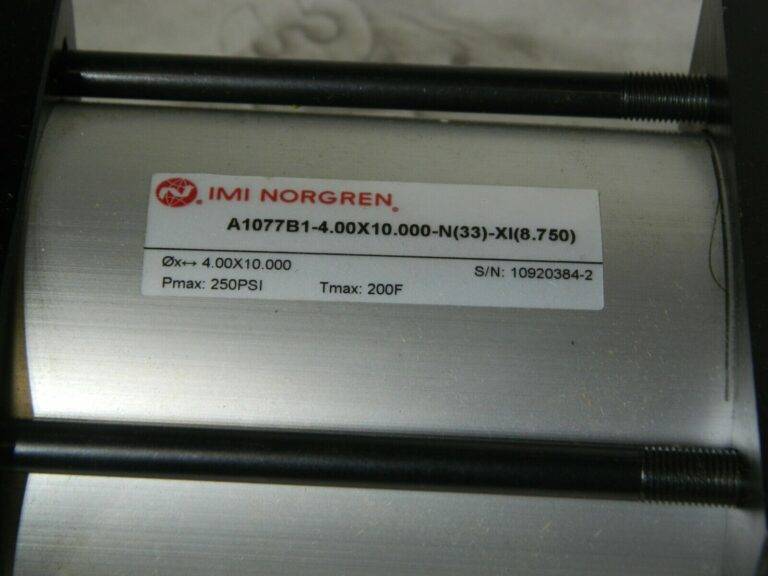 IMI NORGREN®
A1077B1-4.00X10.000-N(33)-XI(8.750)
Øx↔ 4.00X10.000
S/N: 10920384-2
Pmax: 250PSI Tmax: 200F